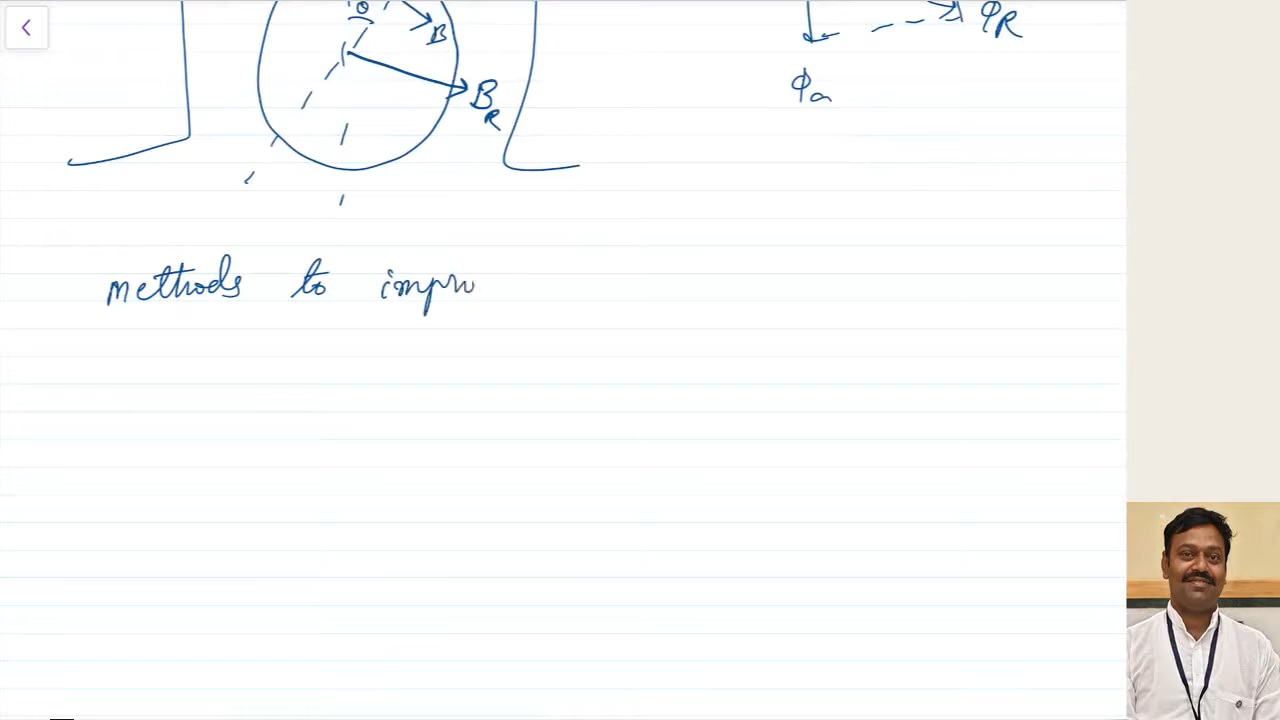 θ
B
B_R
ϕ_R
ϕ_a
methods to impro